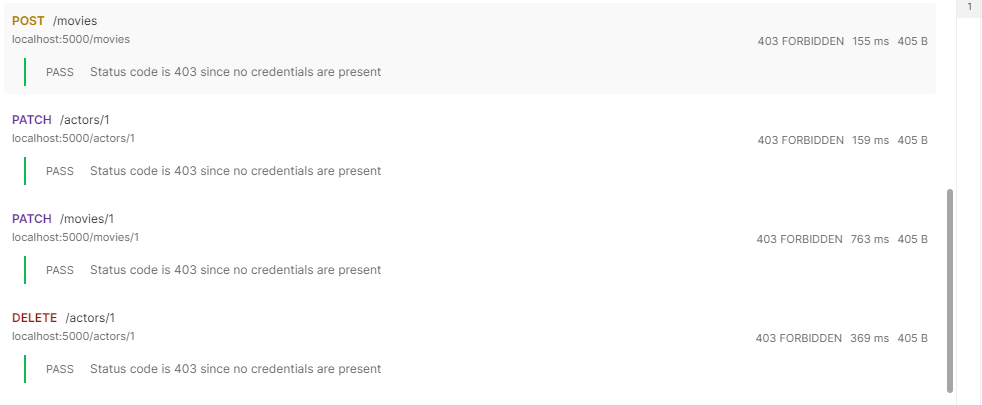 1
POST /movies
localhost:5000/movies
403 FORBIDDEN 155 ms 405 B
PASS Status code is 403 since no credentials are present
PATCH /actors/1
localhost:5000/actors/1
403 FORBIDDEN 159 ms 405 B
PASS Status code is 403 since no credentials are present
PATCH /movies/1
localhost:5000/movies/1
403 FORBIDDEN 763 ms 405 B
PASS Status code is 403 since no credentials are present
DELETE /actors/1
localhost:5000/actors/1
403 FORBIDDEN 369 ms 405 B
PASS Status code is 403 since no credentials are present